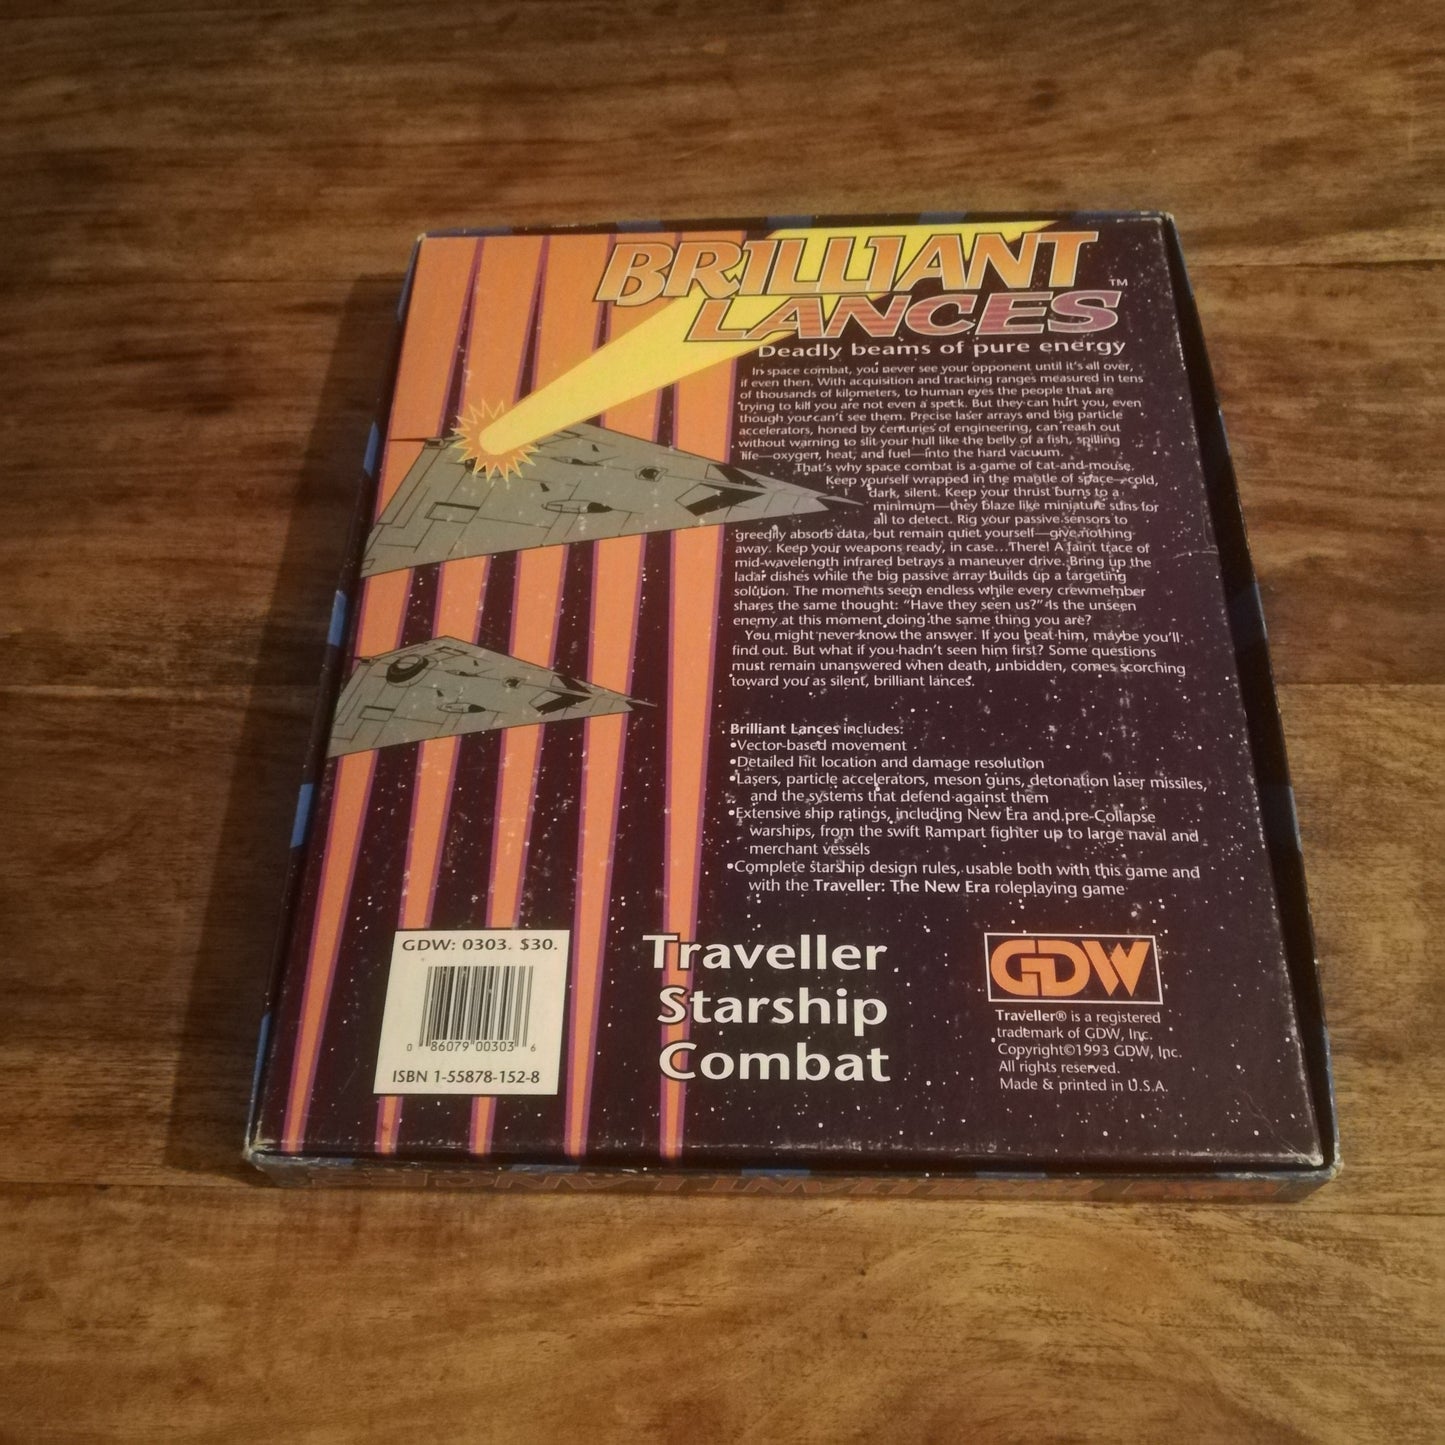 BRILLIANT
LANCES™
Deadly beams of pure energy
In space combat, you never see your opponent until it's all over,
if even then. With acquisition and tracking ranges measured in tens
of thousands of kilometers, to human eyes the people that are
trying to kill you are not even a speck. But they can hurt you, even
though you can't see them. Precise laser arrays and big particle
accelerators, honed by centuries of engineering, can reach out
without warning to slit your hull like the belly of a fish, spilling
life—oxygen, heat, and fuel—into the hard vacuum.
That's why space combat is a game of cat-and-mouse.
Keep yourself wrapped in the mantle of space—cold,
dark, silent. Keep your thrust burns to a
minimum—they blaze like miniature suns for
all to detect. Rig your passive sensors to
greedily absorb data, but remain quiet yourself—give nothing
away. Keep your weapons ready, in case...There! A faint trace of
mid-wavelength infrared betrays a maneuver drive. Bring up the
ladar dishes while the big passive array builds up a targeting
solution. The moments seem endless while every crewmember
shares the same thought: "Have they seen us?" Is the unseen
enemy at this moment doing the same thing you are?
You might never know the answer. If you beat him, maybe you'll
find out. But what if you hadn't seen him first? Some questions
must remain unanswered when death, unbidden, comes scorching
toward you as silent, brilliant lances.
Brilliant Lances includes:
•Vector-based movement
•Detailed hit location and damage resolution
•Lasers, particle accelerators, meson guns, detonation laser missiles,
and the systems that defend against them
•Extensive ship ratings, including New Era and pre-Collapse
warships, from the swift Rampart fighter up to large naval and
merchant vessels
•Complete starship design rules, usable both with this game and
with the Traveller: The New Era roleplaying game
GDW: 0303. $30.
0 86079 00303 6
ISBN 1-55878-152-8
Traveller
Starship
Combat
GDW
Traveller® is a registered
trademark of GDW, Inc.
Copyright©1993 GDW, Inc.
All rights reserved.
Made & printed in U.S.A.
BRILLIANT LANCES